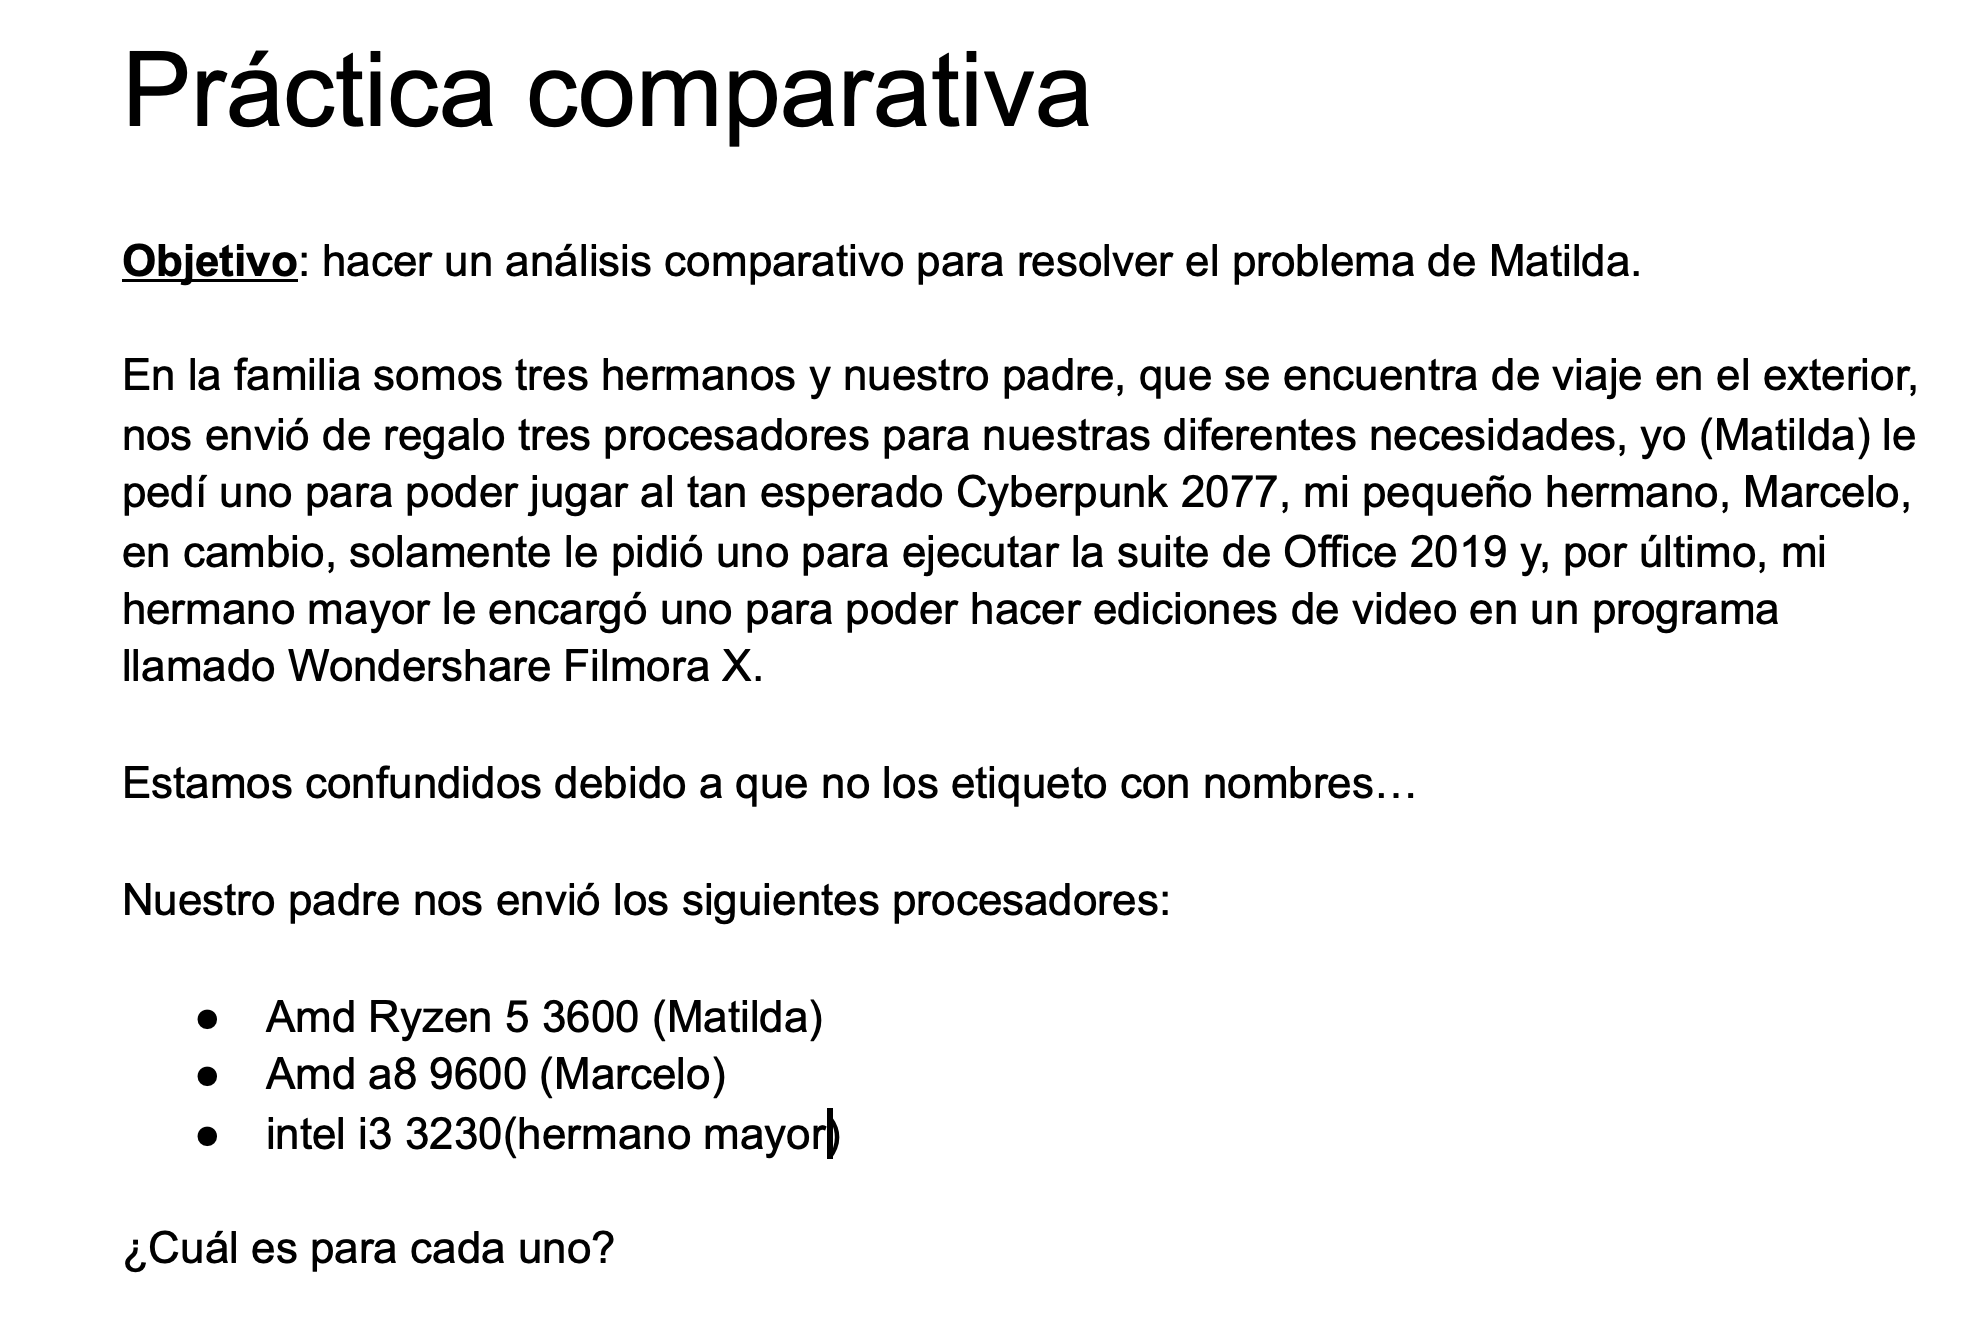 Práctica comparativa
Objetivo: hacer un análisis comparativo para resolver el problema de Matilda.
En la familia somos tres hermanos y nuestro padre, que se encuentra de viaje en el exterior,
nos envió de regalo tres procesadores para nuestras diferentes necesidades, yo (Matilda) le
pedí uno para poder jugar al tan esperado Cyberpunk 2077, mi pequeño hermano, Marcelo,
en cambio, solamente le pidió uno para ejecutar la suite de Office 2019 y, por último, mi
hermano mayor le encargó uno para poder hacer ediciones de video en un programa
llamado Wondershare Filmora X.
Estamos confundidos debido a que no los etiqueto con nombres…
Nuestro padre nos envió los siguientes procesadores:
● Amd Ryzen 5 3600 (Matilda)
● Amd a8 9600 (Marcelo)
● intel i3 3230(hermano mayor)
¿Cuál es para cada uno?